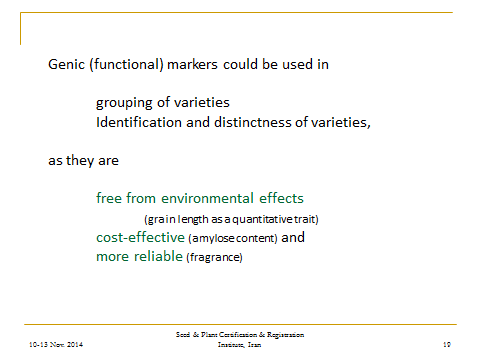 Genic (functional) markers could be used in
grouping of varieties
Identification and distinctness of varieties,
as they are
free from environmental effects
(grain length as a quantitative trait)
cost-effective (amylose content) and
more reliable (fragrance)
10-13 Nov. 2014
Seed & Plant Certification & Registration
Institute, Iran
19